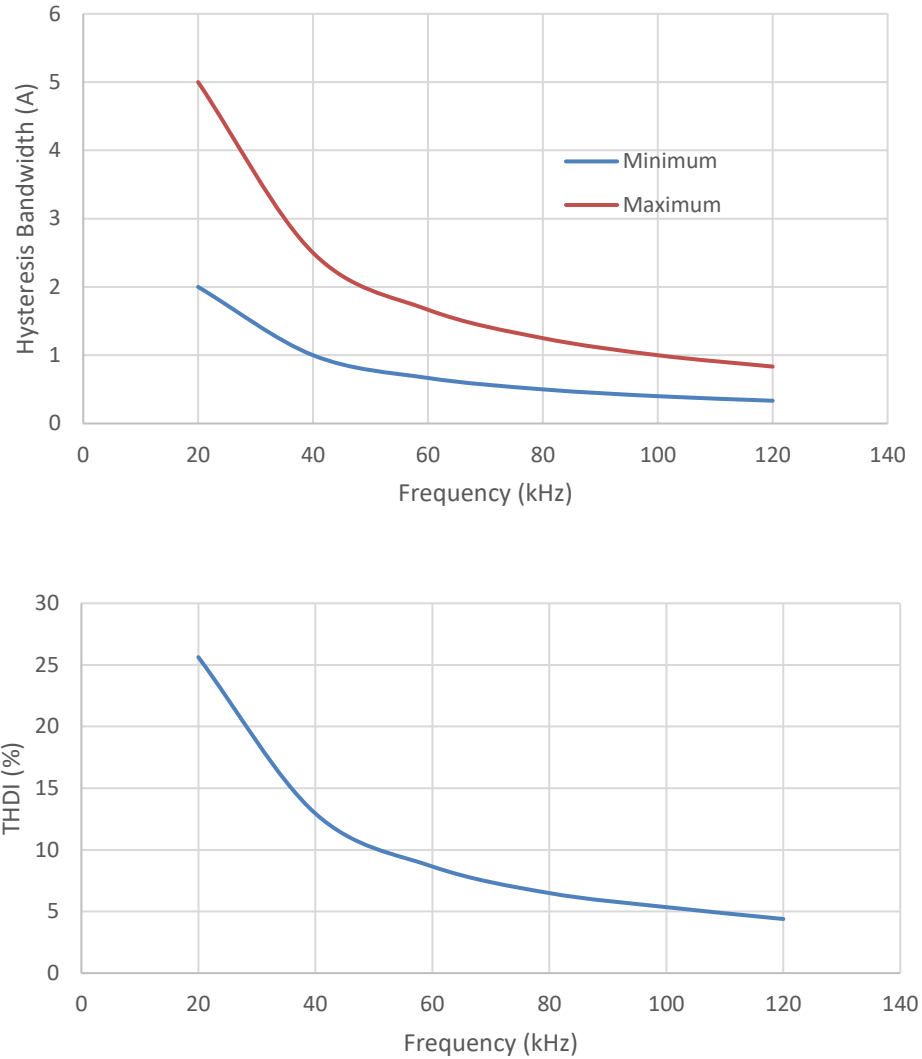 6
5
4
3
2
1
0
Hysteresis Bandwidth (A)
Minimum
Maximum
0 20 40 60 80 100 120 140
Frequency (kHz)
30
25
20
15
10
5
0
THDI (%)
0 20 40 60 80 100 120 140
Frequency (kHz)